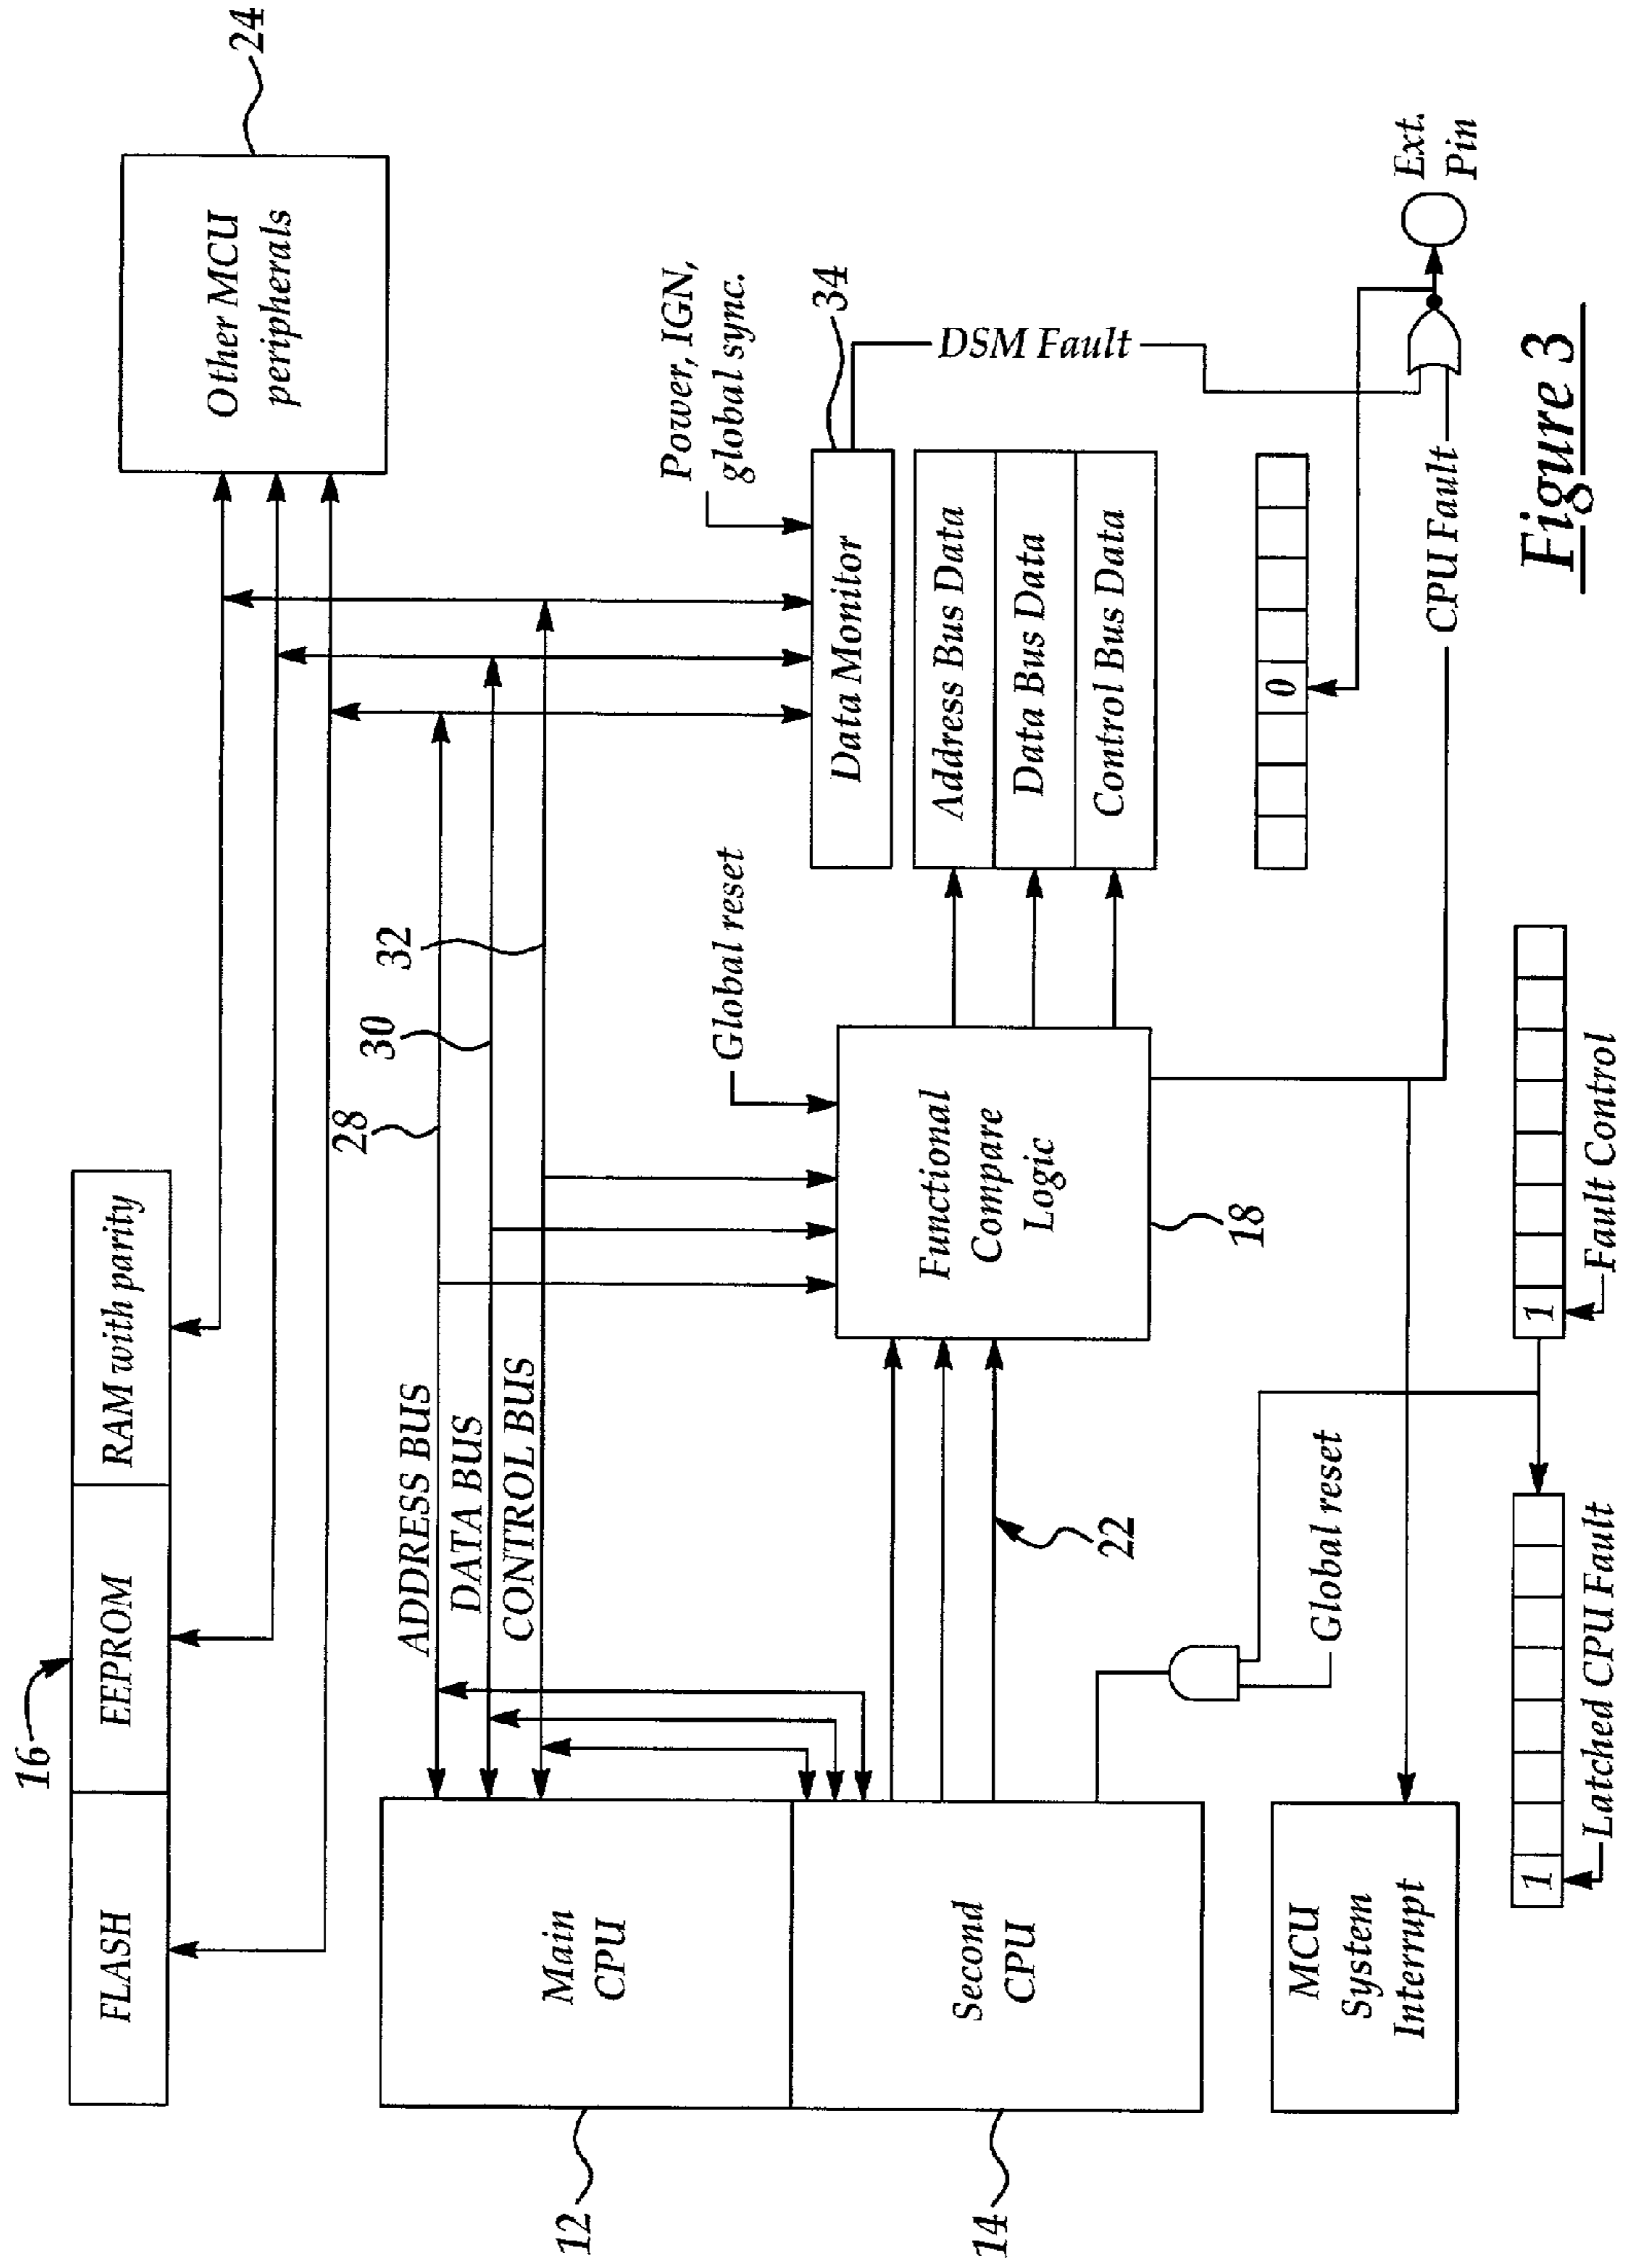 16
FLASH
EEPROM
RAM with parity
24
Other MCU
peripherals
28
30
32
ADDRESS BUS
DATA BUS
CONTROL BUS
Power, IGN,
global sync.
Global reset
34
12
Main
CPU
14
Second
CPU
22
Functional
Compare
Logic
18
Data Monitor
DSM Fault
Address Bus Data
Data Bus Data
Control Bus Data
Global reset
0
MCU
System
Interrupt
CPU Fault
Ext.
Pin
1
Latched CPU Fault
1
Fault Control
Figure 3